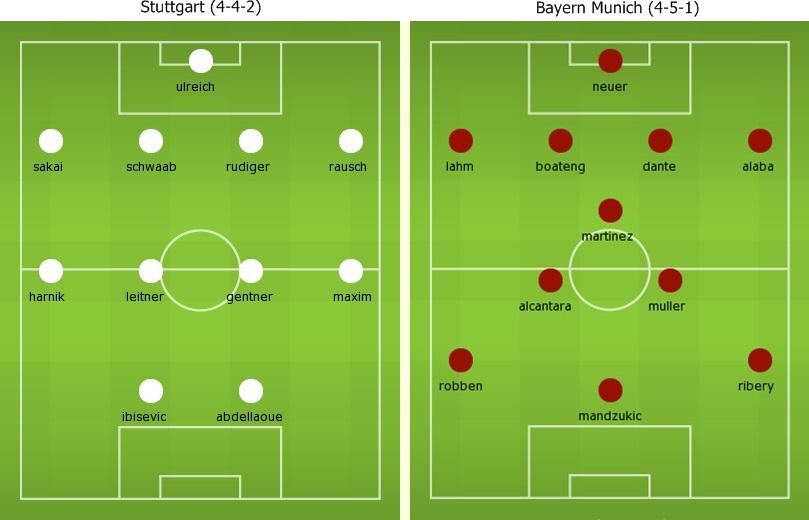 Stuttgart (4-4-2)
ulreich
sakai
schwaab
rudiger
rausch
harnik
leitner
gentner
maxim
ibisevic
abdellaoue
Bayern Munich (4-5-1)
neuer
lahm
boateng
dante
alaba
martinez
alcantara
muller
robben
ribery
mandzukic